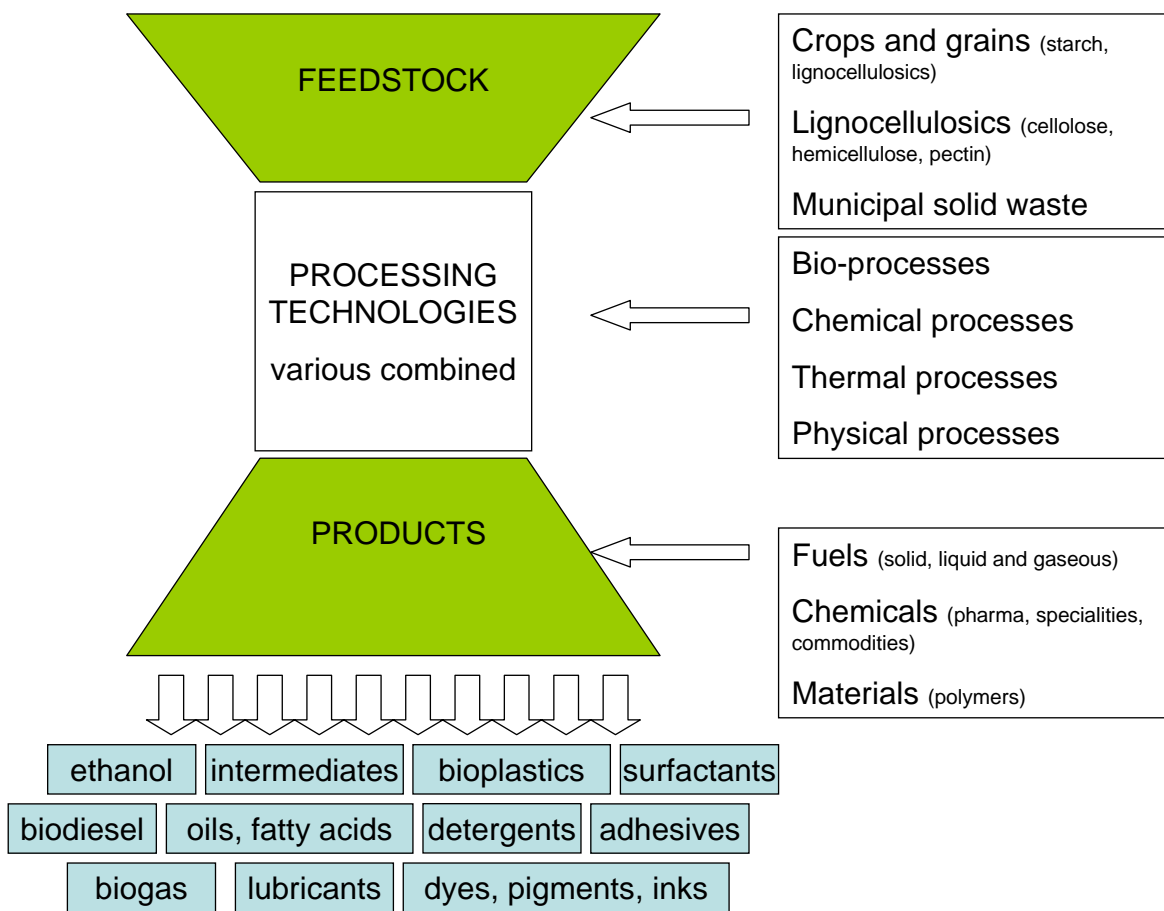 FEEDSTOCK
Crops and grains (starch,
lignocellulosics)
Lignocellulosics (cellolose,
hemicellulose, pectin)
Municipal solid waste
PROCESSING
TECHNOLOGIES
various combined
Bio-processes
Chemical processes
Thermal processes
Physical processes
PRODUCTS
Fuels (solid, liquid and gaseous)
Chemicals (pharma, specialities,
commodities)
Materials (polymers)
ethanol
intermediates
bioplastics
surfactants
biodiesel
oils, fatty acids
detergents
adhesives
biogas
lubricants
dyes, pigments, inks